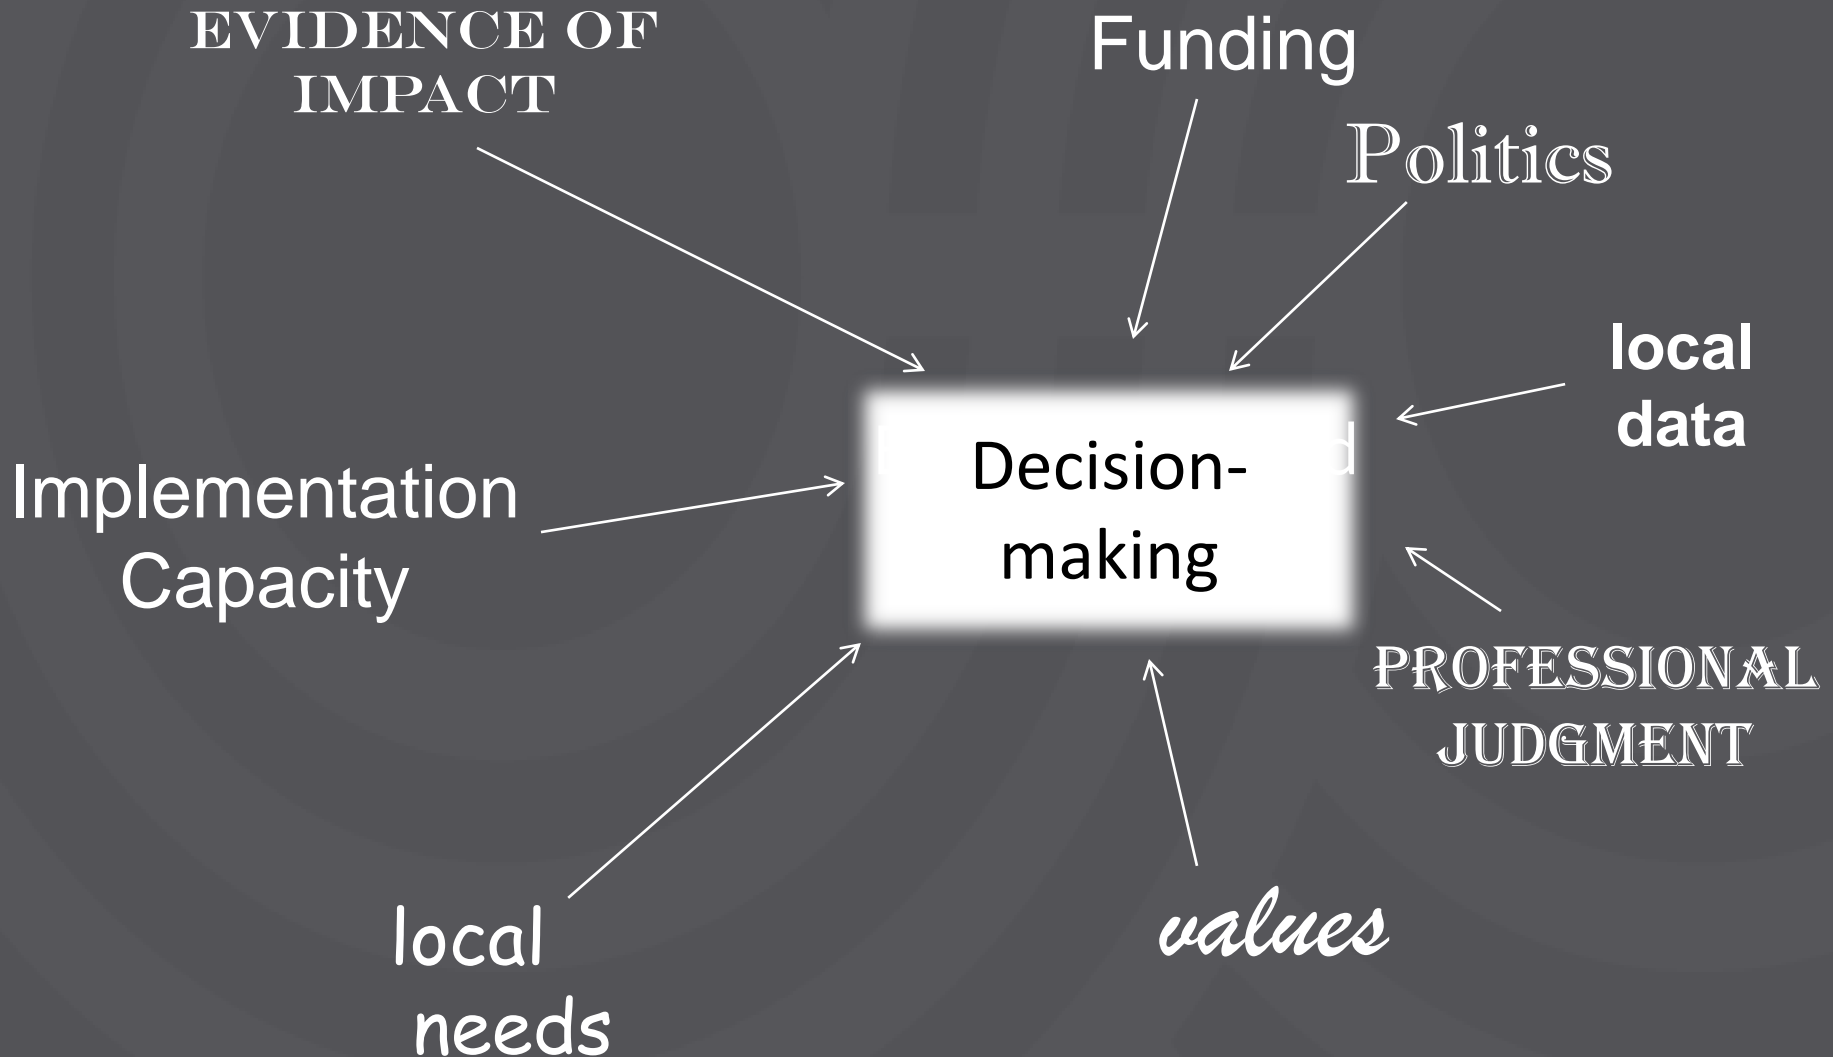 EVIDENCE OF
IMPACT
Funding
Politics
local
data
Implementation
Capacity
Decision-
making
PROFESSIONAL
JUDGMENT
values
local
needs